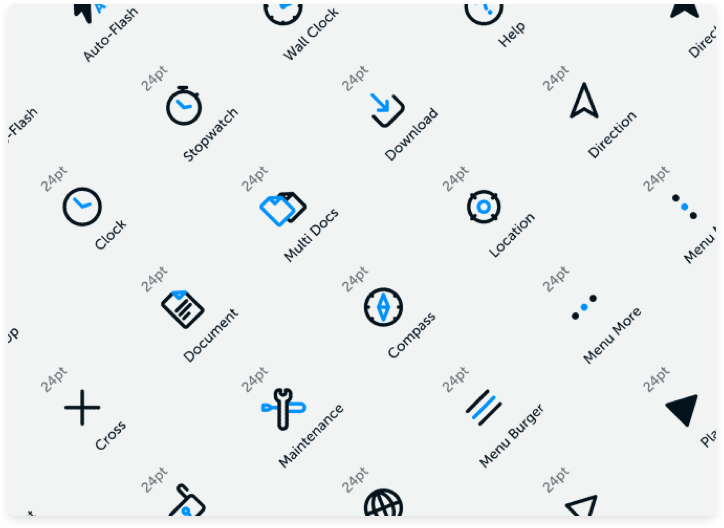 Auto-Flash
Wall Clock
Help
24pt
Stopwatch
24pt
Download
24pt
Direction
-Flash
24pt
Clock
24pt
Multi Docs
24pt
Location
24pt
Menu
24pt
Document
24pt
Compass
24pt
Menu More
24pt
Cross
24pt
Maintenance
24pt
Menu Burger
24pt
24pt
24pt
24pt